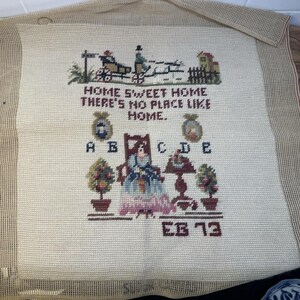 HOME SWEET HOME
THERE'S NO PLACE LIKE
HOME.
A B C D E
EB 73